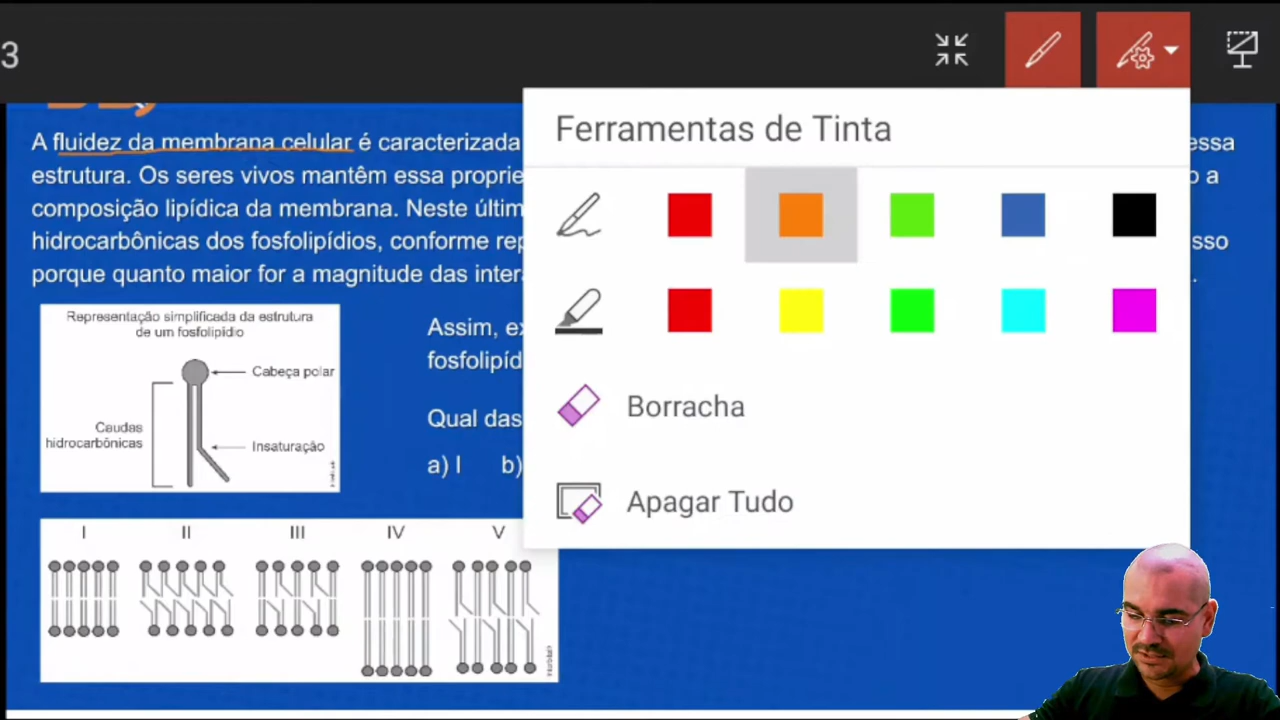 3
Ferramentas de Tinta
A fluidez da membrana celular é caracterizada
essa
estrutura. Os seres vivos mantêm essa proprie
o a
composição lipídica da membrana. Neste últim
hidrocarbônicas dos fosfolipídios, conforme rep
sso
porque quanto maior for a magnitude das inter
Representação simplificada da estrutura
de um fosfolipídio
Cabeça polar
Caudas
hidrocarbônicas
Insaturação
Assim, ex
fosfolipíd
Qual das
a) I b)
Borracha
Apagar Tudo
I II III IV V